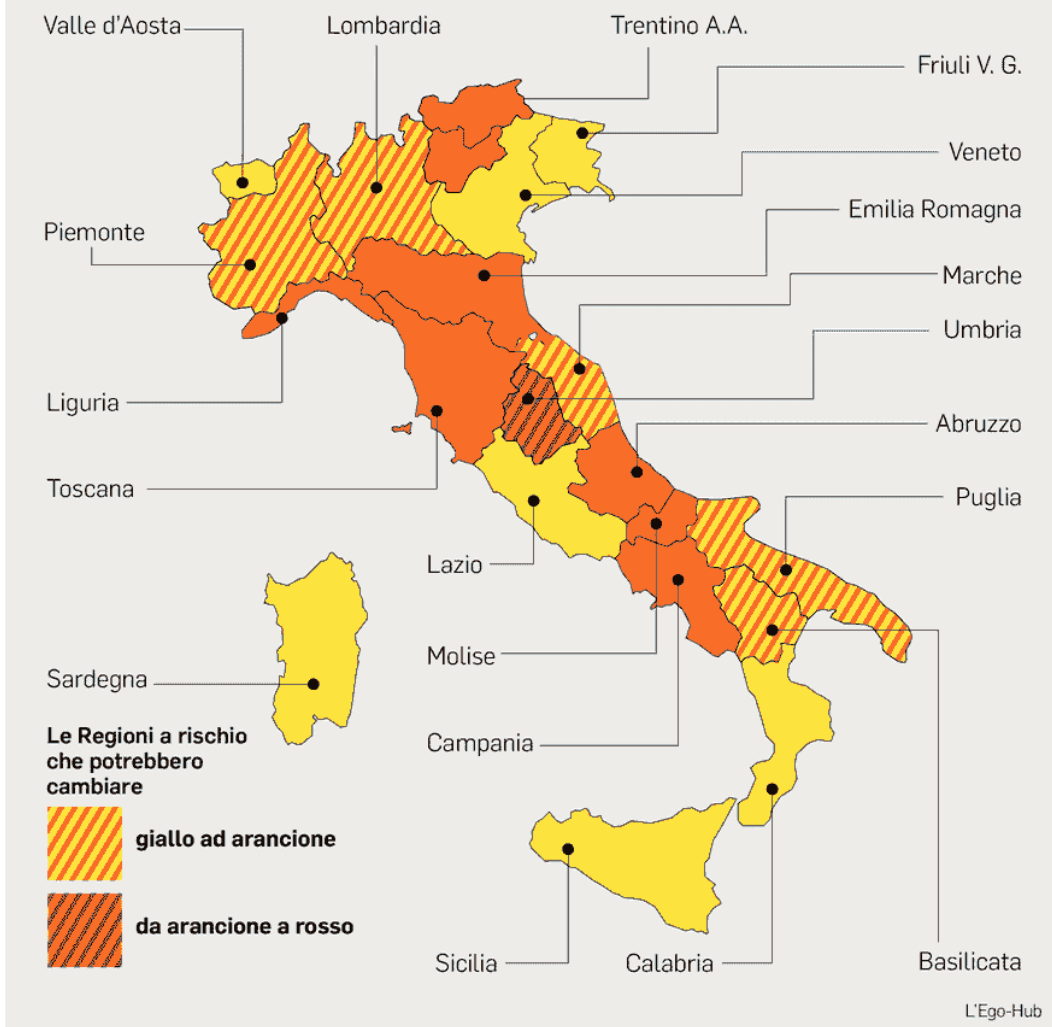 Valle d'Aosta
Lombardia
Trentino A.A.
Friuli V. G.
Veneto
Emilia Romagna
Piemonte
Marche
Umbria
Liguria
Abruzzo
Toscana
Puglia
Lazio
Molise
Sardegna
Campania
Le Regioni a rischio
che potrebbero
cambiare
giallo ad arancione
da arancione a rosso
Sicilia
Calabria
Basilicata
L'Ego-Hub